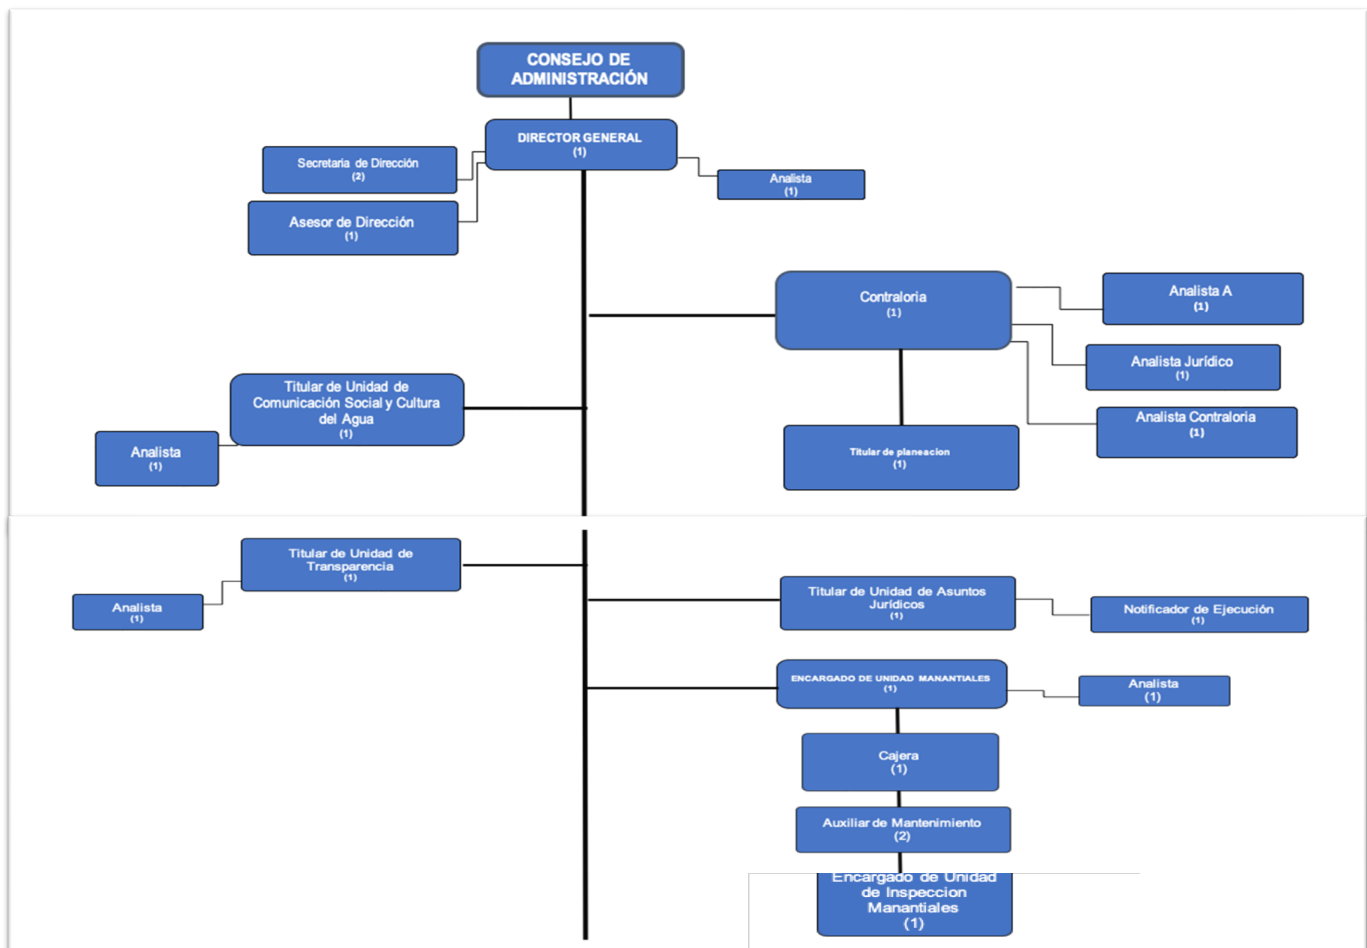 CONSEJO DE
ADMINISTRACIÓN
DIRECTOR GENERAL
(1)
Secretaria de Dirección
(2)
Analista
(1)
Asesor de Dirección
(1)
Contraloria
(1)
Analista A
(1)
Analista Jurídico
(1)
Titular de Unidad de
Comunicación Social y Cultura
del Agua
(1)
Analista Contraloria
(1)
Analista
(1)
Titular de planeacion
(1)
Titular de Unidad de
Transparencia
(1)
Analista
(1)
Titular de Unidad de Asuntos
Jurídicos
(1)
Notificador de Ejecución
(1)
ENCARGADO DE UNIDAD MANANTIALES
(1)
Analista
(1)
Cajera
(1)
Auxiliar de Mantenimiento
(2)
Encargado de Unidad
de Inspeccion
Manantiales
(1)